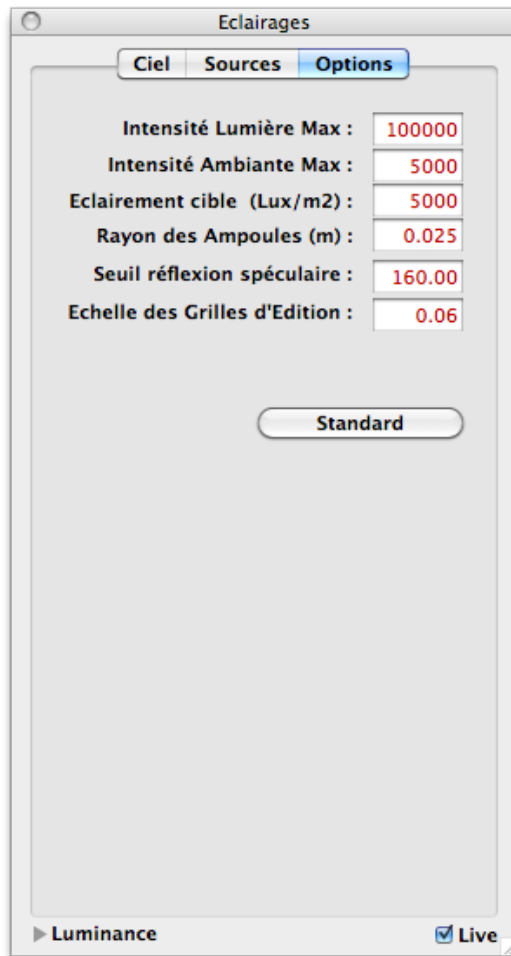 Eclairages
Ciel Sources Options
Intensité Lumière Max : 100000
Intensité Ambiante Max : 5000
Eclairement cible (Lux/m2) : 5000
Rayon des Ampoules (m) : 0.025
Seuil réflexion spéculaire : 160.00
Echelle des Grilles d'Edition : 0.06
Standard
Luminance Live